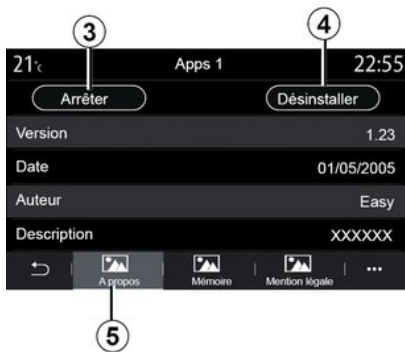 3
4
21°c Apps 1 22:55
Arrêter Désinstaller
Version 1.23
Date 01/05/2005
Auteur Easy
Description XXXXXX
A propos Mémoire Mention légale
5